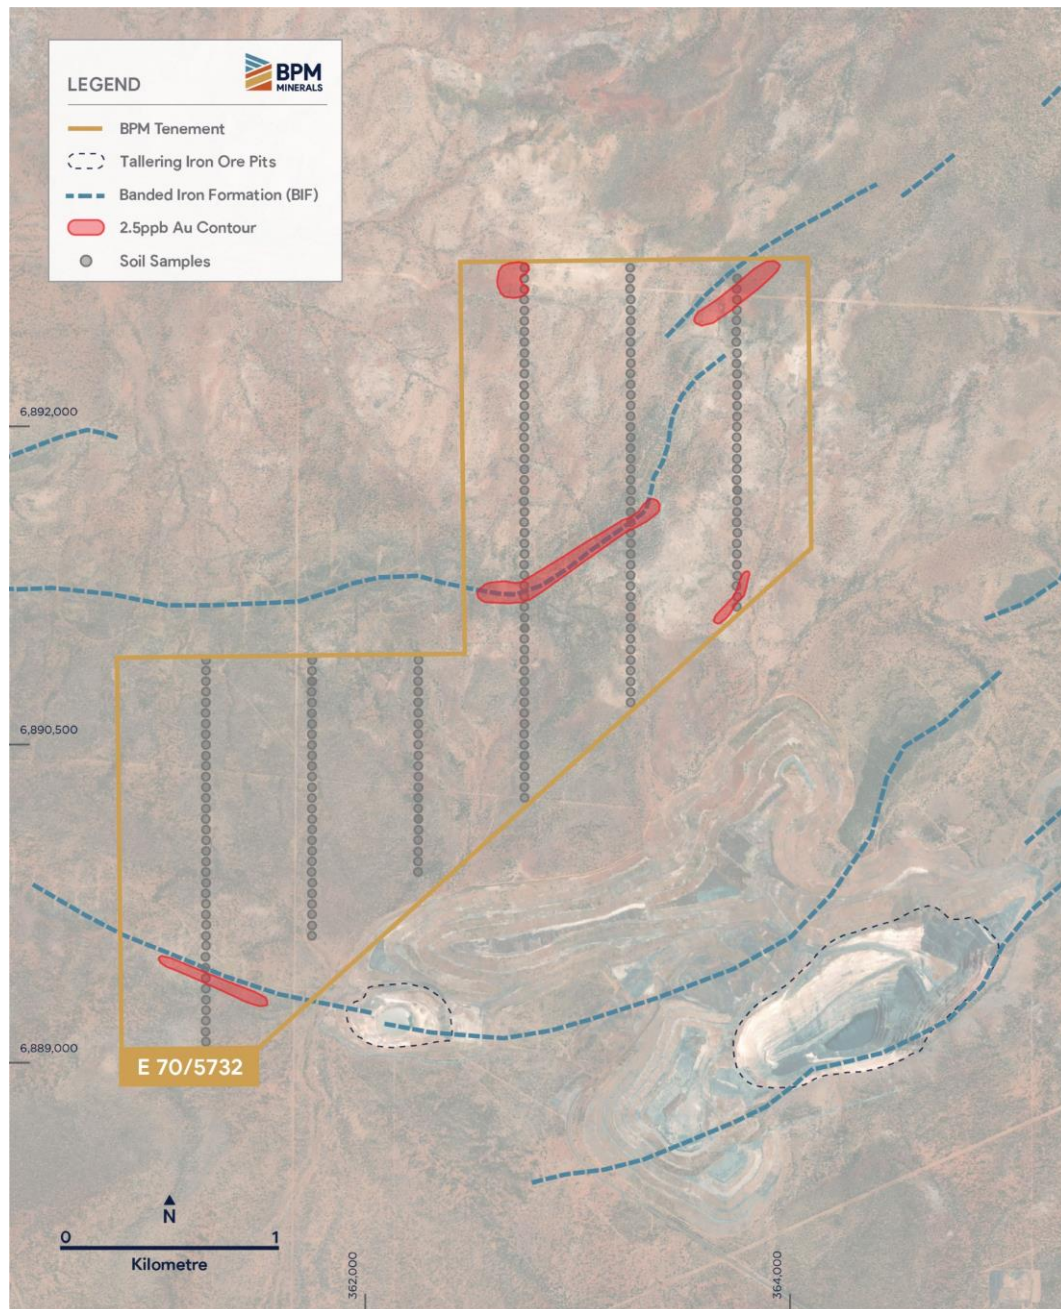 LEGEND
BPM
MINERALS
BPM Tenement
Tallering Iron Ore Pits
Banded Iron Formation (BIF)
2.5ppb Au Contour
Soil Samples
6,892,000
6,890,500
6,889,000
E 70/5732
N
0 1
Kilometre
362,000
364,000